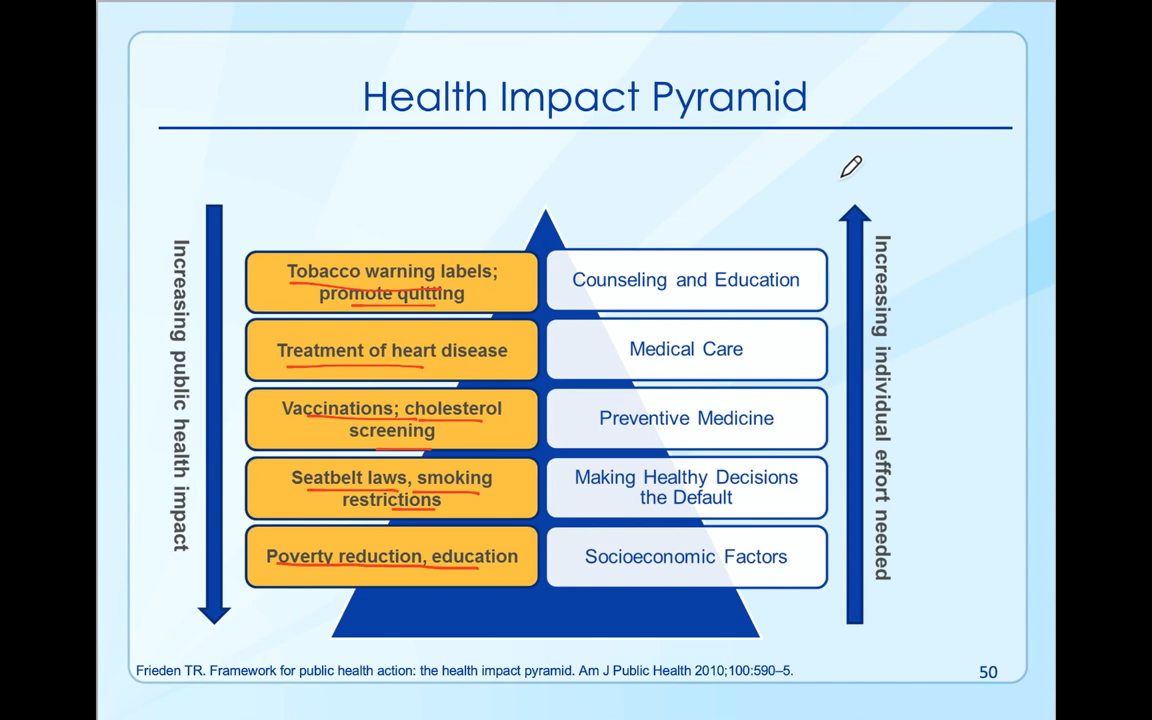 Health Impact Pyramid
Increasing public health impact
Tobacco warning labels;
promote quitting
Counseling and Education
Treatment of heart disease
Medical Care
Vaccinations; cholesterol
screening
Preventive Medicine
Seatbelt laws, smoking
restrictions
Making Healthy Decisions
the Default
Poverty reduction, education
Socioeconomic Factors
Increasing individual effort needed
Frieden TR. Framework for public health action: the health impact pyramid. Am J Public Health 2010;100:590–5.
50